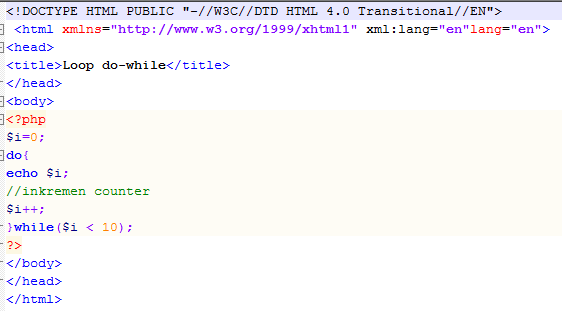 <!DOCTYPE HTML PUBLIC "-//W3C//DTD HTML 4.0 Transitional//EN">
<html xmlns="http://www.w3.org/1999/xhtml1" xml:lang="en"lang="en">
<head>
<title>Loop do-while</title>
</head>
<body>
<?php
$i=0;
do{
echo $i;
//inkremen counter
$i++;
}while($i < 10);
?>
</body>
</head>
</html>